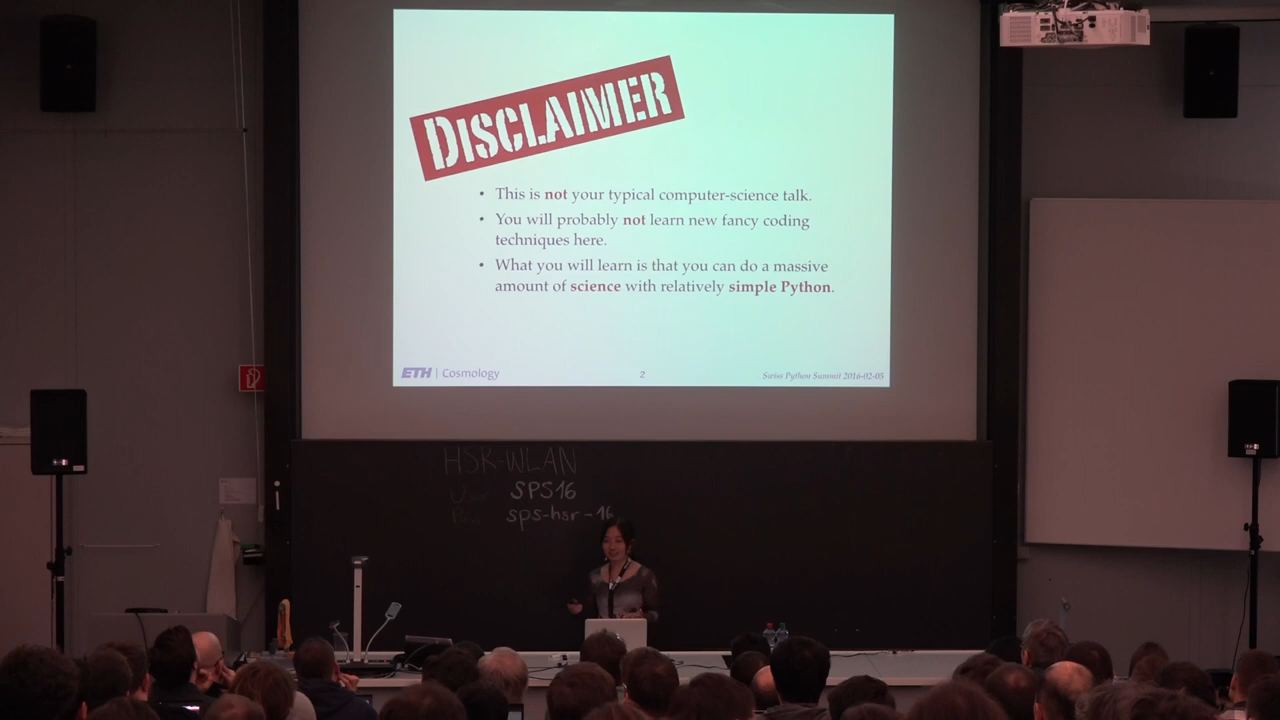 DISCLAIMER
• This is not your typical computer-science talk.
• You will probably not learn new fancy coding
techniques here.
• What you will learn is that you can do a massive
amount of science with relatively simple Python.
ETH | Cosmology
2
Swiss Python Summit 2016-02-05
HSR-WLAN
SPS16
sps-hsr-16